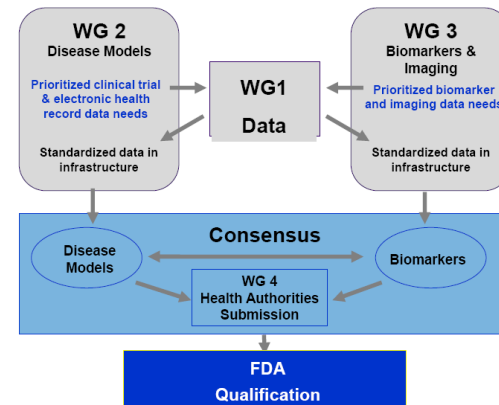 WG 2
Disease Models
Prioritized clinical trial
& electronic health
record data needs
Standardized data in
infrastructure
WG1
Data
WG 3
Biomarkers &
Imaging
Prioritized biomarker
and imaging data needs
Standardized data in
infrastructure
Consensus
Disease
Models
Biomarkers
WG 4
Health Authorities
Submission
FDA
Qualification